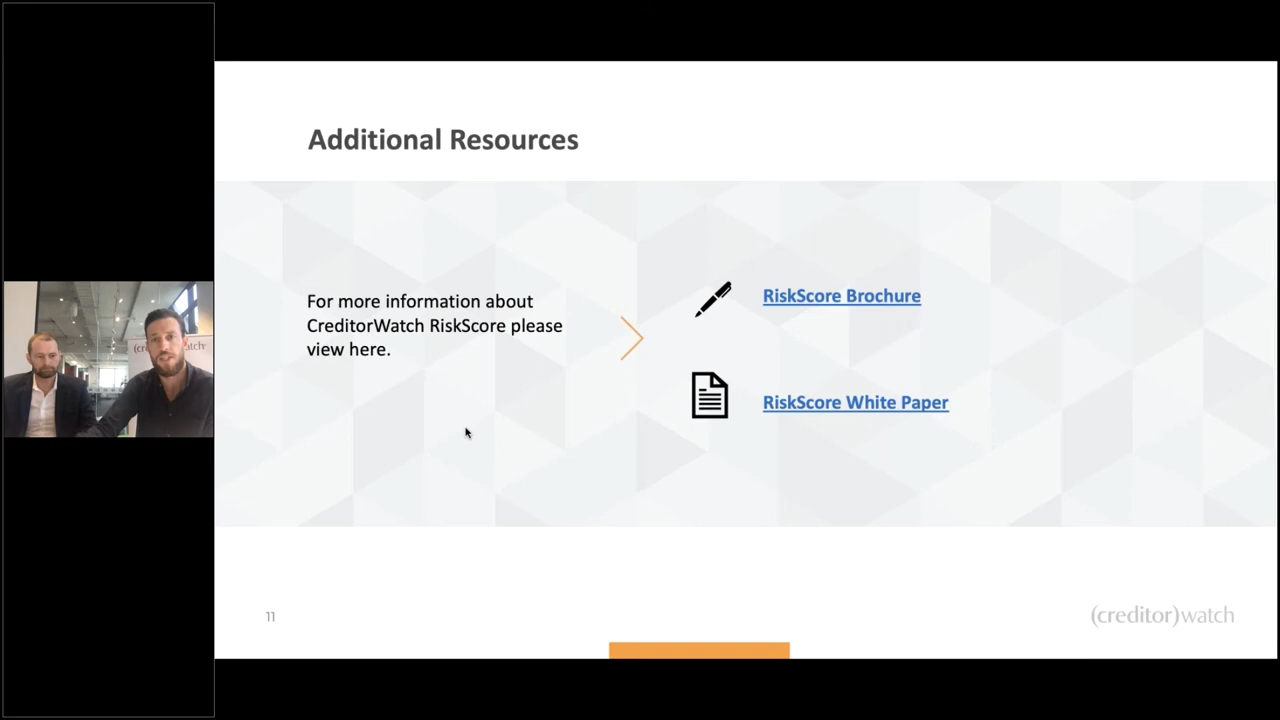 Additional Resources
For more information about
CreditorWatch RiskScore please
view here.
RiskScore Brochure
RiskScore White Paper
11
(creditor)watch